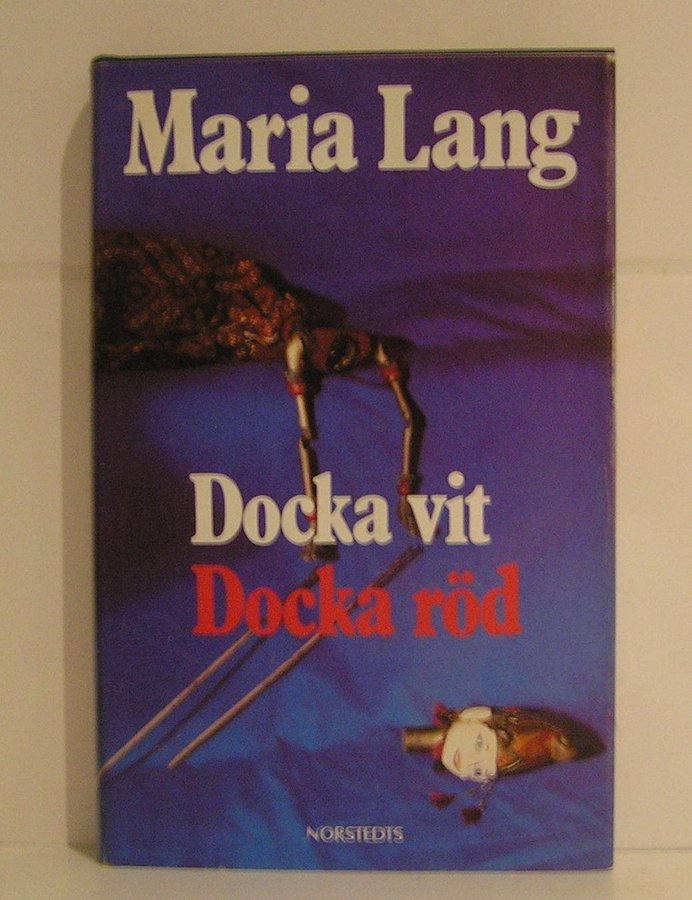 Maria Lang
Docka vit
Docka röd
NORSTEDTS